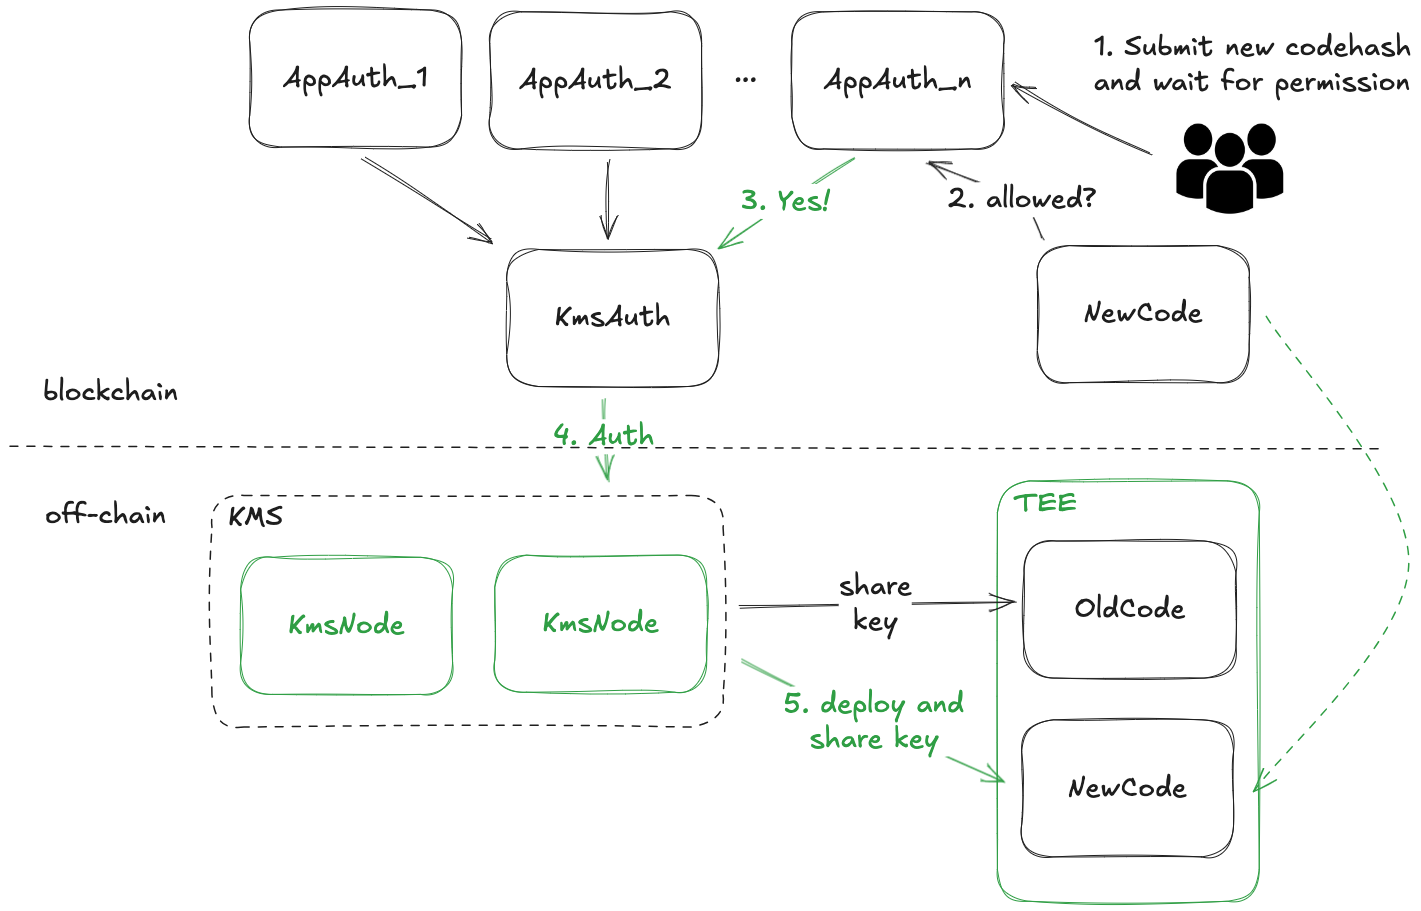 AppAuth_1
AppAuth_2
...
AppAuth_n
1. Submit new codehash
and wait for permission
3. Yes!
2. allowed?
KmsAuth
NewCode
blockchain
4. Auth
off-chain
KMS
TEE
KmsNode
KmsNode
share
key
OldCode
5. deploy and
share key
NewCode